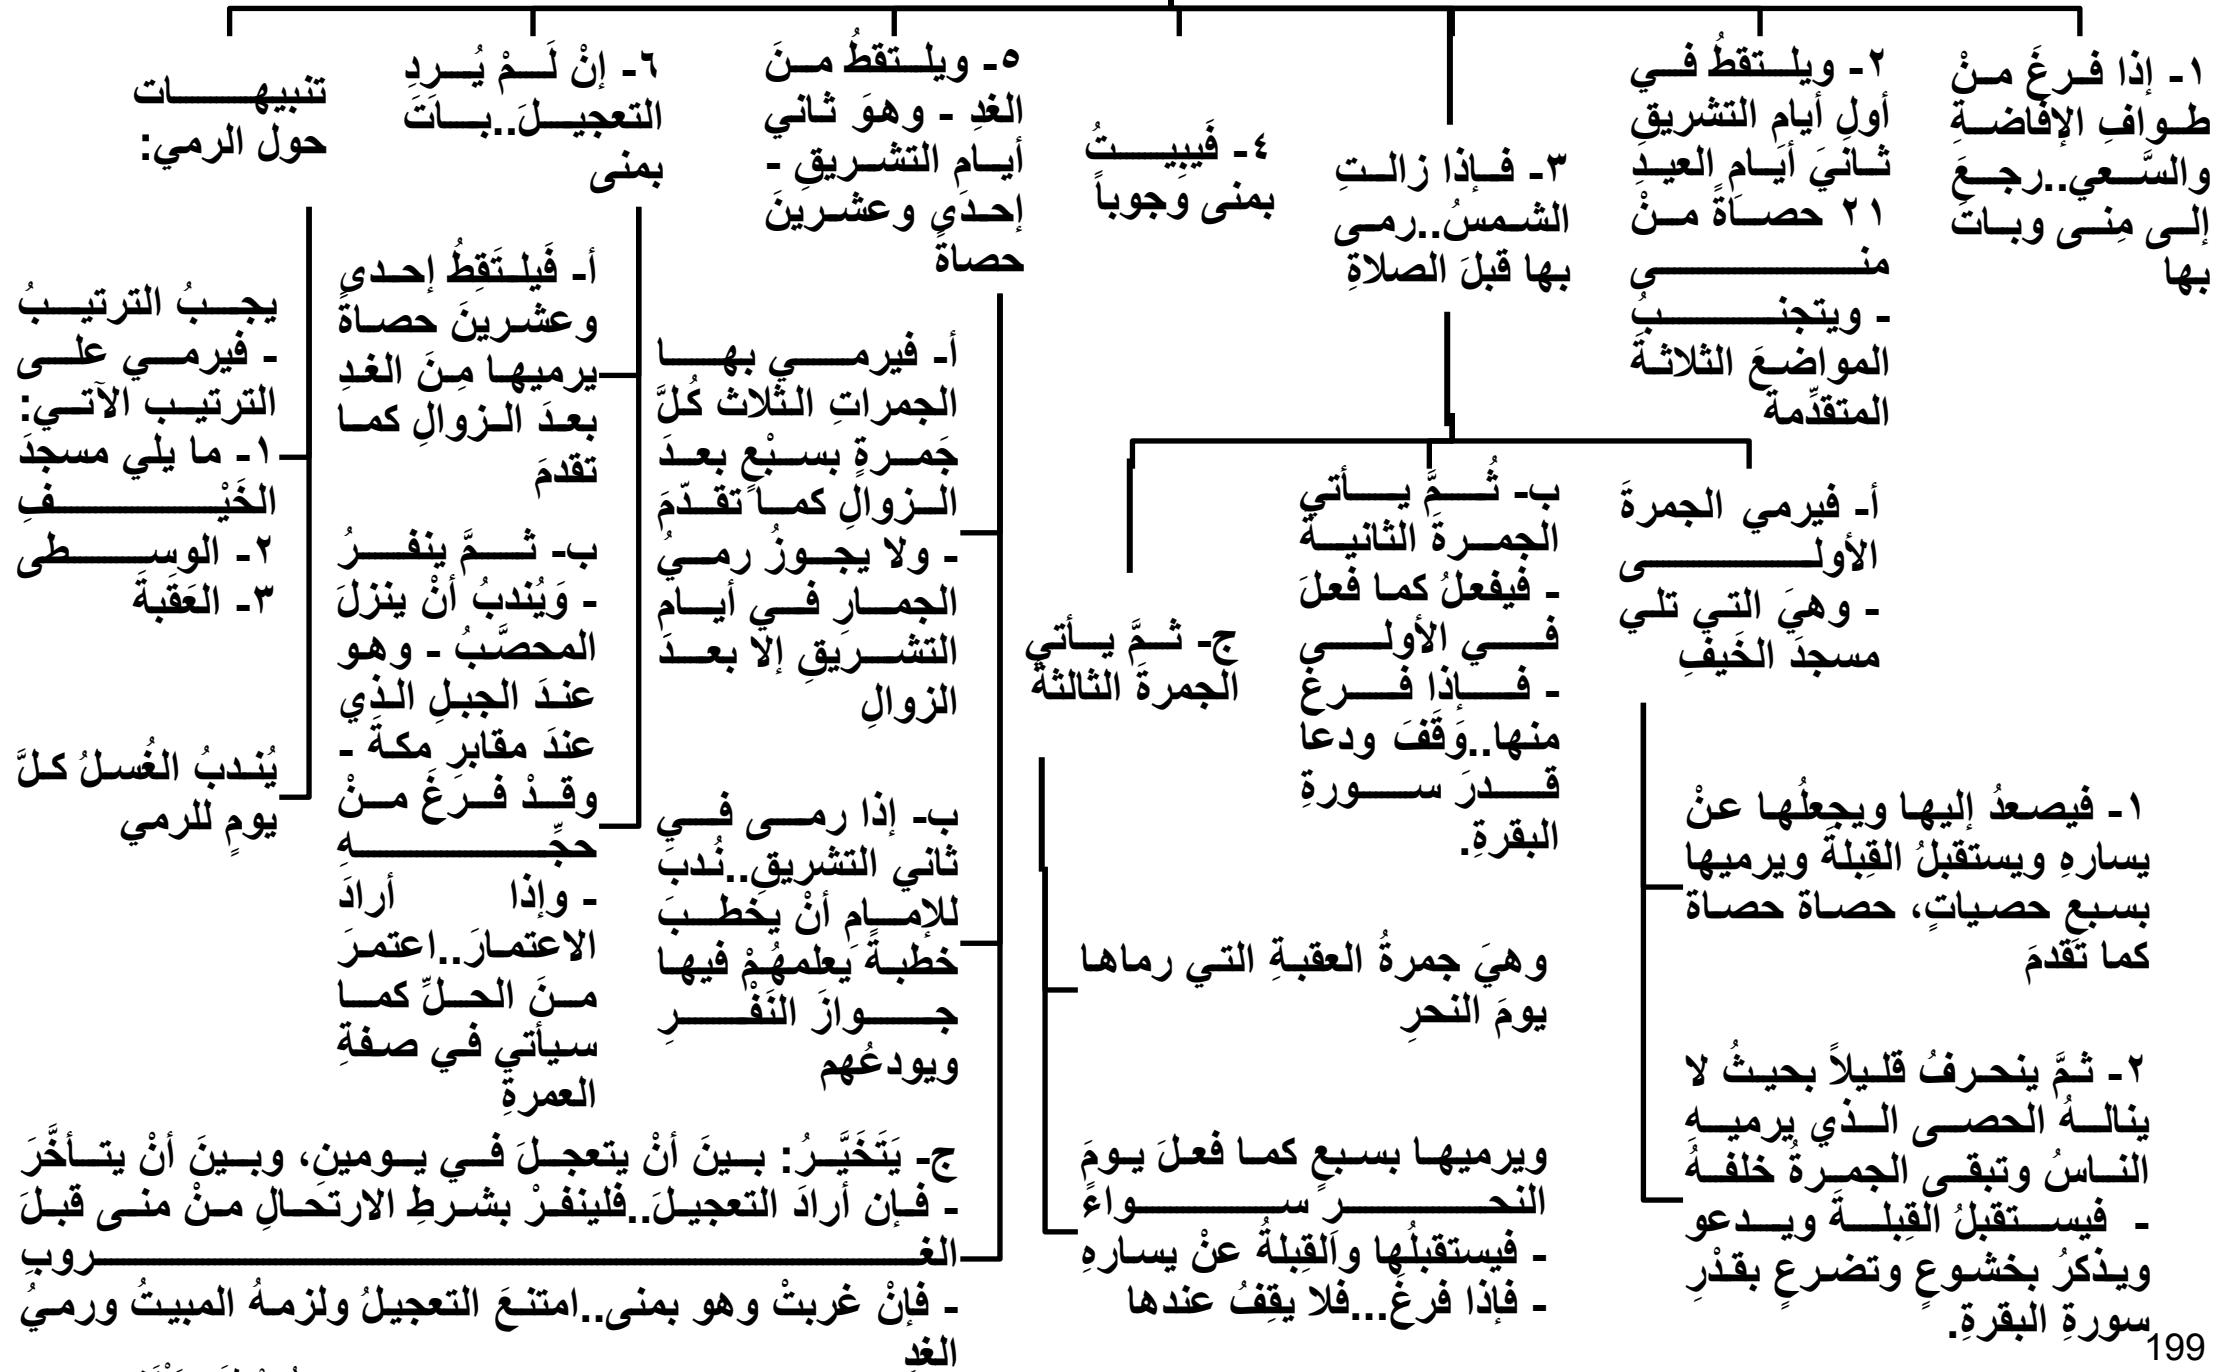 ١- إذا فرغَ منْ
طوافِ الإفاضةِ
والسَّعي..رجعَ
إلى مِنى وباتَ
بها
٢- ويلتقطُ في
أولِ أيامِ التشريقِ
ثانيَ أيامِ العيدِ
٢١ حصاةً منْ
منى
- ويتجنبُ
المواضعَ الثلاثةَ
المتقدِّمةَ
٣- فإذا زالتِ
الشمسُ..رمى
بها قبلَ الصلاةِ
أ- فيرمي الجمرةَ
الأولى
- وهيَ التي تلي
مسجدَ الخَيفِ
١- فيصعدُ إليها ويجعلُها عنْ
يسارهِ ويستقبلُ القِبلةَ ويرميها
بسبعِ حصياتٍ، حصاة حصاة
كما تَقدمَ
٢- ثمَّ ينحرفُ قليلاً بحيثُ لا
ينالهُ الحصى الذي يرميهِ
الناسُ وتبقى الجمرةُ خلفهُ
- فيستقبلُ القِبلةَ ويدعو
ويذكرُ بخشوعٍ وتضرعٍ بقدْرِ
سورةِ البقرةِ.
ب- ثُمَّ يأتي
الجمرةَ الثانيةَ
- فيفعلُ كما فعلَ
في الأولى
- فإذا فرغَ
منها..وَقَفَ ودعا
قدرَ سورةِ
البقرةِ.
ج- ثمَّ يأتي
الجمرةَ الثالثةَ
وهيَ جمرةُ العقبةِ التي رماها
يومَ النحرِ
ويرميها بسبعٍ كما فعلَ يومَ
النحرِ سواءً
- فيستقبلُها والقِبلةُ عنْ يسارهِ
- فإذا فرغَ...فلا يقِفُ عندها
٤- فَيبِيتُ
بمنى وجوباً
٥- ويلتقطُ منَ
الغدِ - وهوَ ثاني
أيامِ التشريقِ -
إحدَى وعشرينَ
حصاةً
أ- فيرمي بها
الجمراتِ الثلاث كُلَّ
جَمرةٍ بسبْعٍ بعدَ
الزوالِ كما تقدّمَ
- ولا يجوزُ رميُ
الجمارِ في أيامِ
التشريقِ إلا بعدَ
الزوالِ
ب- إذا رمى في
ثاني التشريقِ..نُدبَ
للإمامِ أنْ يخطبَ
خطبةً يعلمهُمْ فيها
جوازَ النَفْرِ
ويودعُهم
ج- يَتَخَيَّرُ: بينَ أنْ يتعجلَ في يومينِ، وبينَ أنْ يتأخَّرَ
- فإن أرادَ التعجيلَ..فلينفرْ بشرطِ الارتحالِ منْ منى قبلَ
الغروبِ
- فإنْ غربتْ وهو بمنى..امتنعَ التعجيلُ ولزمهُ المبيتُ ورميُ
الغدِ
٦- إنْ لَمْ يُردِ
التعجيلَ..باتَ
بمنى
أ- فَيلتَقِطُ إحدى
وعشرينَ حصاةً
يرميها مِنَ الغدِ
بعدَ الزوالِ كما
تقدمَ
ب- ثمَّ ينفرُ
- وَيُندبُ أنْ ينزلَ
المحصَّبُ - وهو
عندَ الجبلِ الذي
عندَ مقابرِ مكةَ -
وقدْ فرَغَ منْ
حجِّهِ
- وإذا أرادَ
الاعتمارَ..اعتمرَ
منَ الحلِّ كما
سيأتي في صفةِ
العمرةِ
تنبيهات
حول الرمي:
يجبُ الترتيبُ
- فيرمي على
الترتيب الآتي:
١- ما يلي مسجدَ
الخَيْفِ
٢- الوسطى
٣- العَقَبةَ
يُندبُ الغُسلُ كلَّ
يومٍ للرمي
199